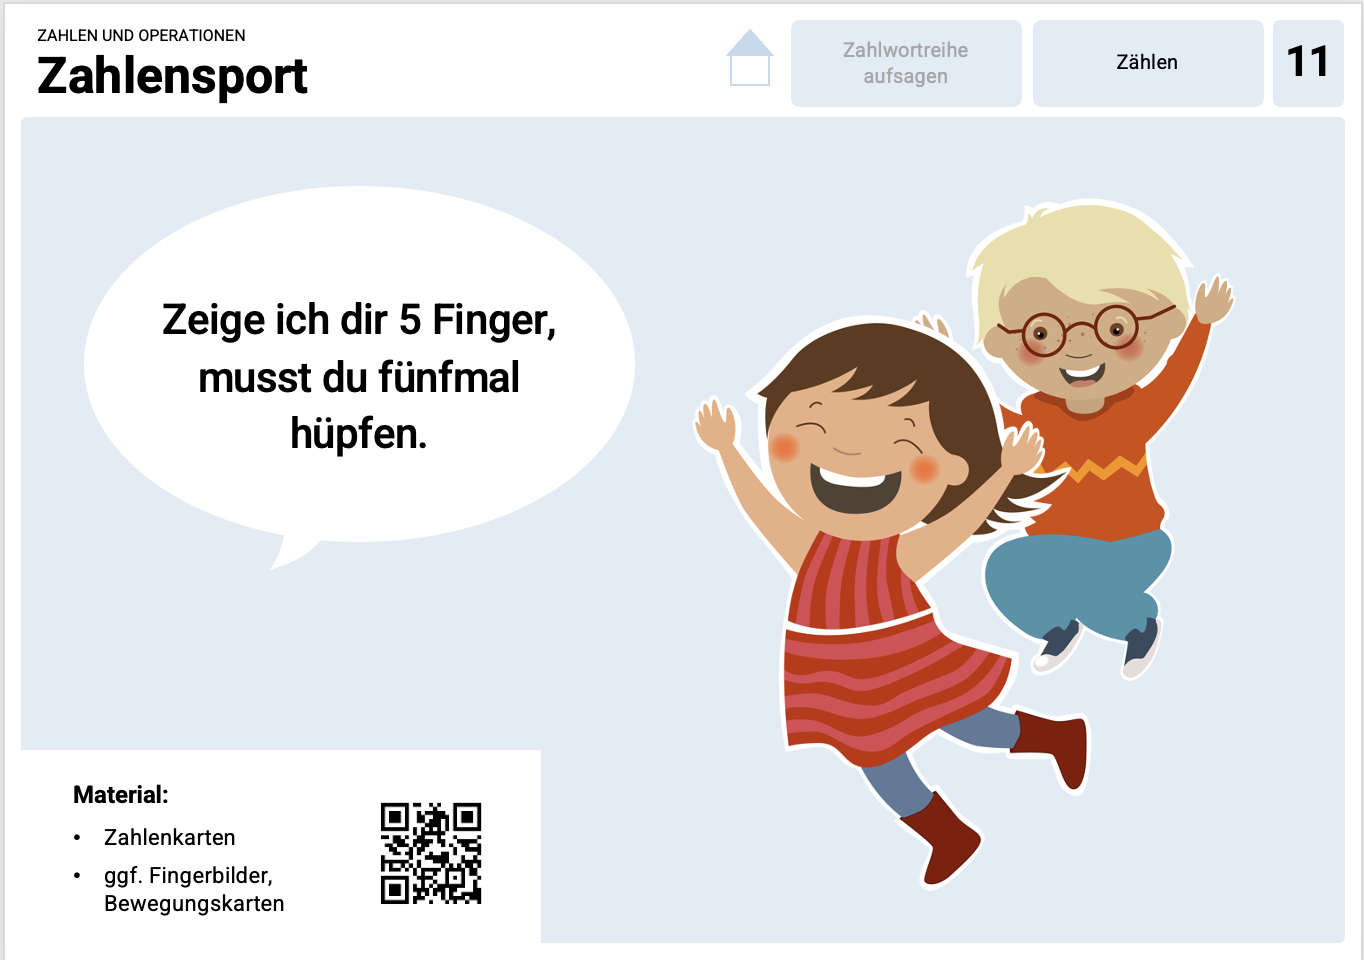 ZAHLEN UND OPERATIONEN
Zahlensport
Zahlwortreihe
aufsagen
Zählen
11
Zeige ich dir 5 Finger,
musst du fünfmal
hüpfen.
Material:
• Zahlenkarten
• ggf. Fingerbilder,
Bewegungskarten